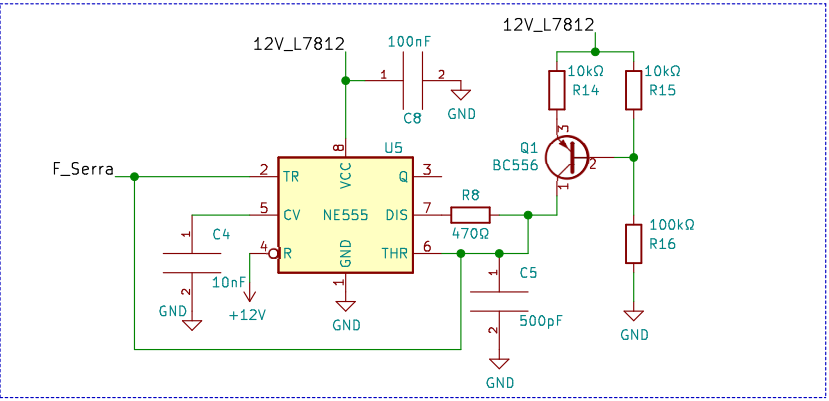 12V_L7812
12V_L7812
100nF
1
2
C8
GND
10kΩ
R14
10kΩ
R15
3
Q1
BC556
2
1
8
U5
F_Serra
2
TR
VCC
Q
3
5
CV
NE555
DIS
7
R8
470Ω
4
R
GND
THR
6
1
C4
10nF
2
GND
+12V
1
GND
1
C5
500pF
2
GND
100kΩ
R16
GND